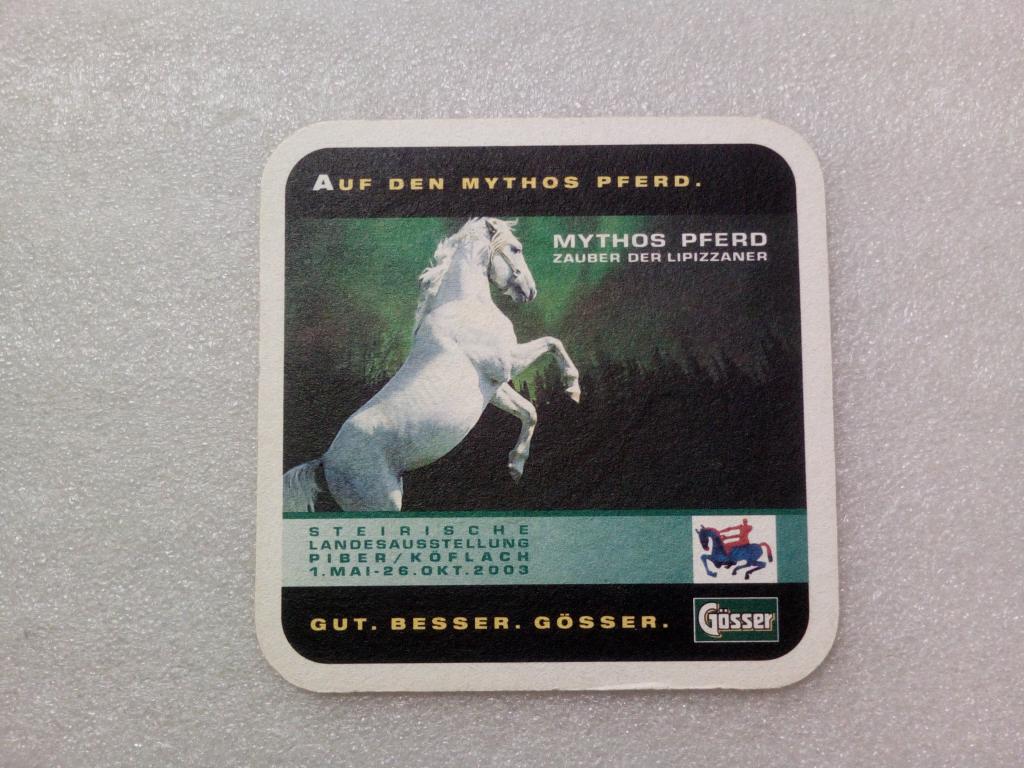 AUF DEN MYTHOS PFERD.
MYTHOS PFERD
ZAUBER DER LIPIZZANER
STEIRISCHE
LANDESAUSSTELLUNG
PIBER/KÖFLACH
1.MAI-26.OKT.2003
GUT. BESSER. GÖSSER.
Gösser